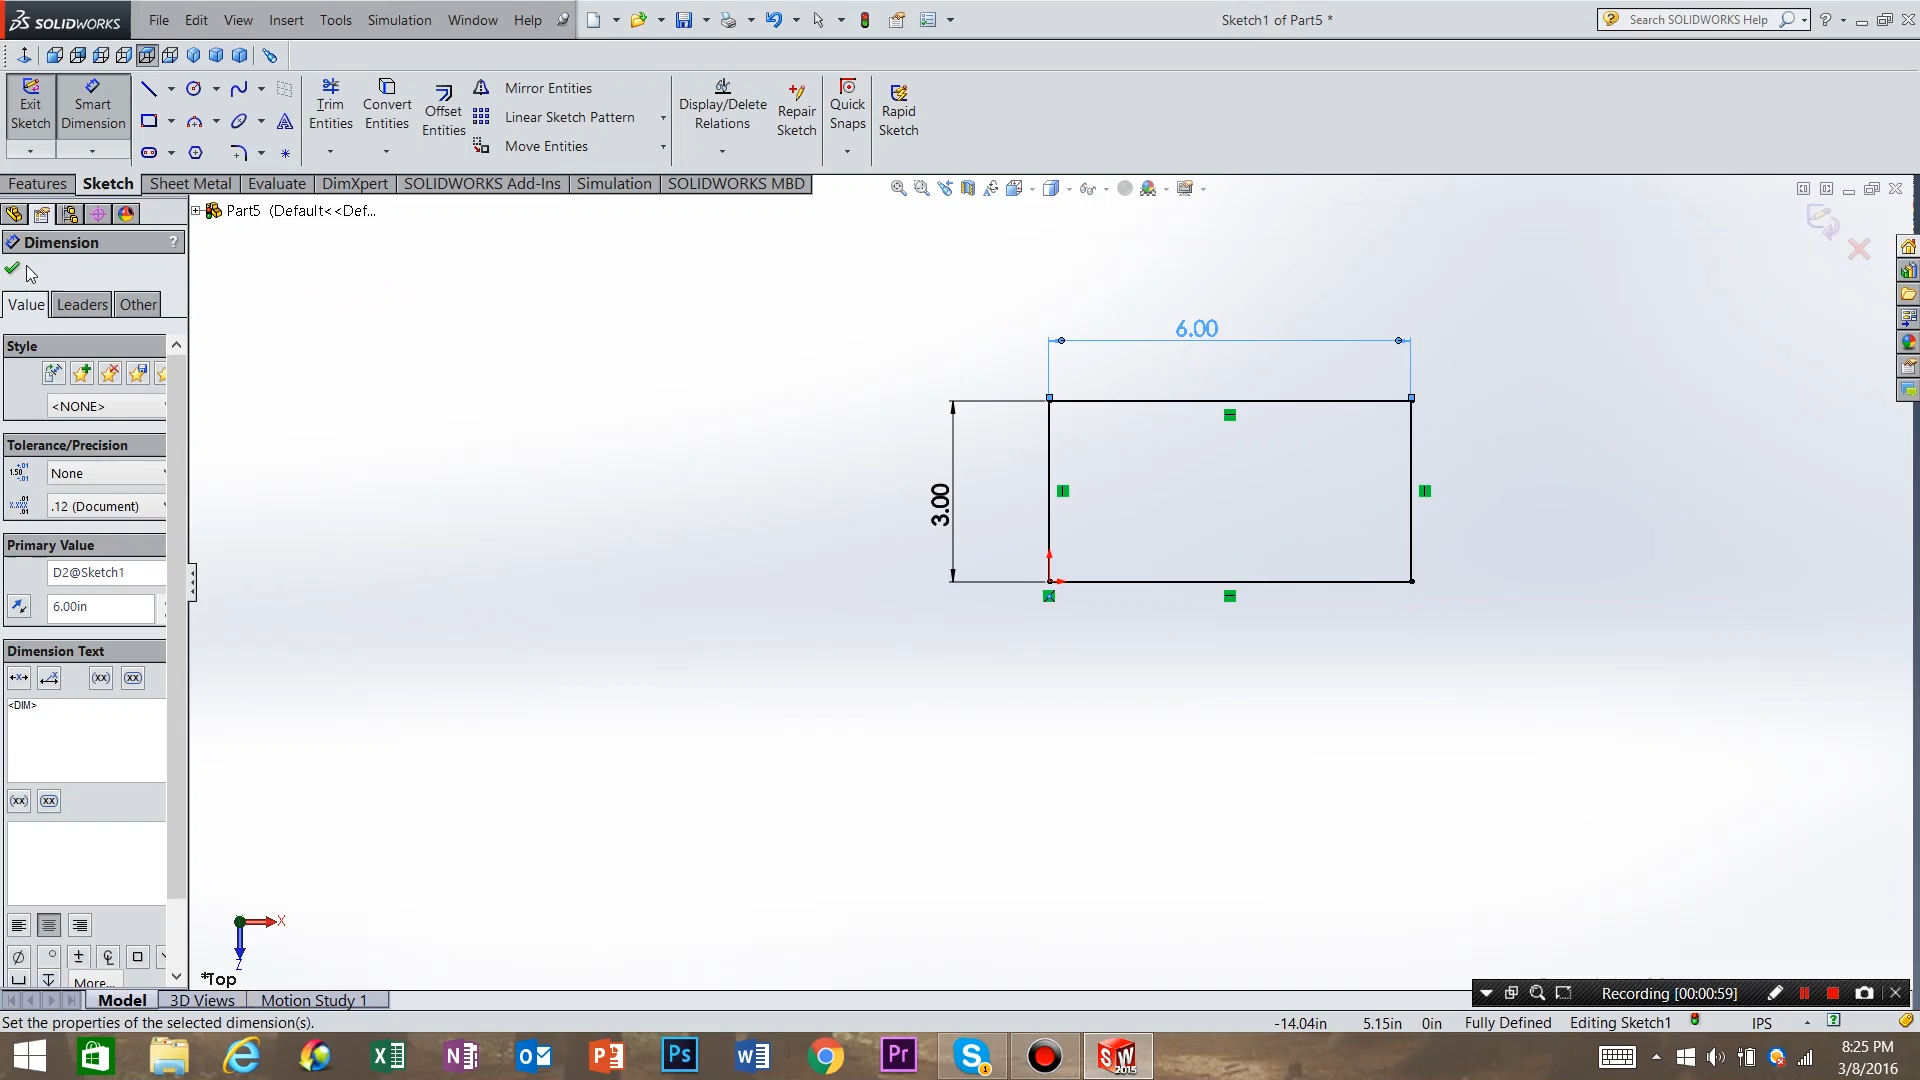 SOLIDWORKS File Edit View Insert Tools Simulation Window Help Sketch1 of Part5 * Search SOLIDWORKS Help
Exit Sketch
Smart Dimension
Trim Entities
Convert Entities
Offset Entities
Mirror Entities
Linear Sketch Pattern
Move Entities
Display/Delete Relations
Repair Sketch
Quick Snaps
Rapid Sketch
Features Sketch Sheet Metal Evaluate DimXpert SOLIDWORKS Add-Ins Simulation SOLIDWORKS MBD
Part5 (Default<<Def...
Dimension ?
Value Leaders Other
Style
<NONE>
Tolerance/Precision
None
.12 (Document)
Primary Value
D2@Sketch1
6.00in
Dimension Text
<DIM>
More...
6.00
3.00
X
Z
*Top
Model 3D Views Motion Study 1
Recording [00:00:59]
Set the properties of the selected dimension(s). -14.04in 5.15in 0in Fully Defined Editing Sketch1 IPS
8:25 PM
3/8/2016